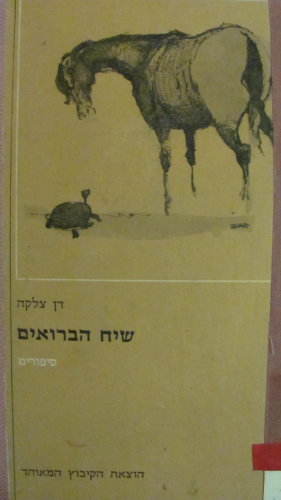 דן צלקה
שיח הברואים
סיפורים
הוצאת הקיבוץ המאוחד